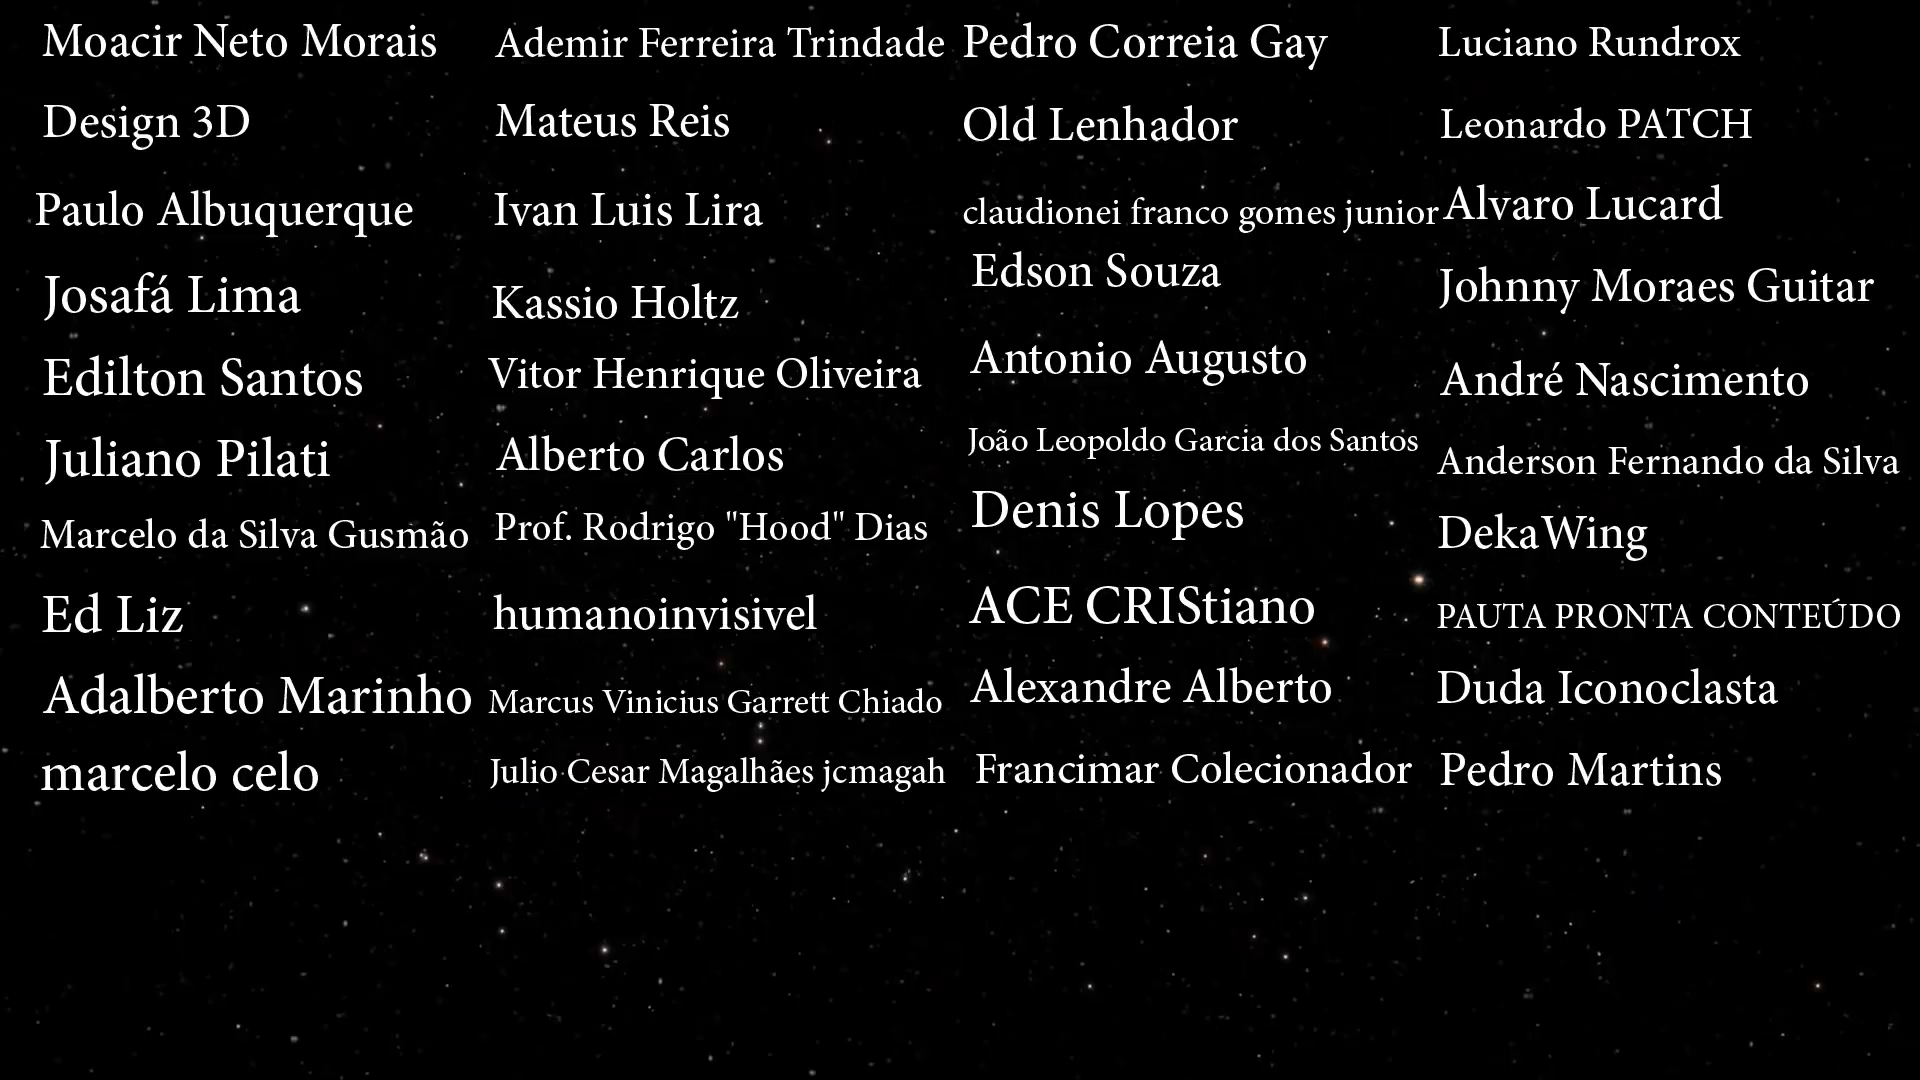 Moacir Neto Morais
Design 3D
Paulo Albuquerque
Josafá Lima
Edilton Santos
Juliano Pilati
Marcelo da Silva Gusmão
Ed Liz
Adalberto Marinho
marcelo celo
Ademir Ferreira Trindade
Mateus Reis
Ivan Luis Lira
Kassio Holtz
Vitor Henrique Oliveira
Alberto Carlos
Prof. Rodrigo "Hood" Dias
humanoinvisivel
Marcus Vinicius Garrett Chiado
Julio Cesar Magalhães jcmagah
Pedro Correia Gay
Old Lenhador
claudionei franco gomes junior
Edson Souza
Antonio Augusto
João Leopoldo Garcia dos Santos
Denis Lopes
ACE CRIStiano
Alexandre Alberto
Francimar Colecionador
Luciano Rundrox
Leonardo PATCH
Alvaro Lucard
Johnny Moraes Guitar
André Nascimento
Anderson Fernando da Silva
DekaWing
PAUTA PRONTA CONTEÚDO
Duda Iconoclasta
Pedro Martins